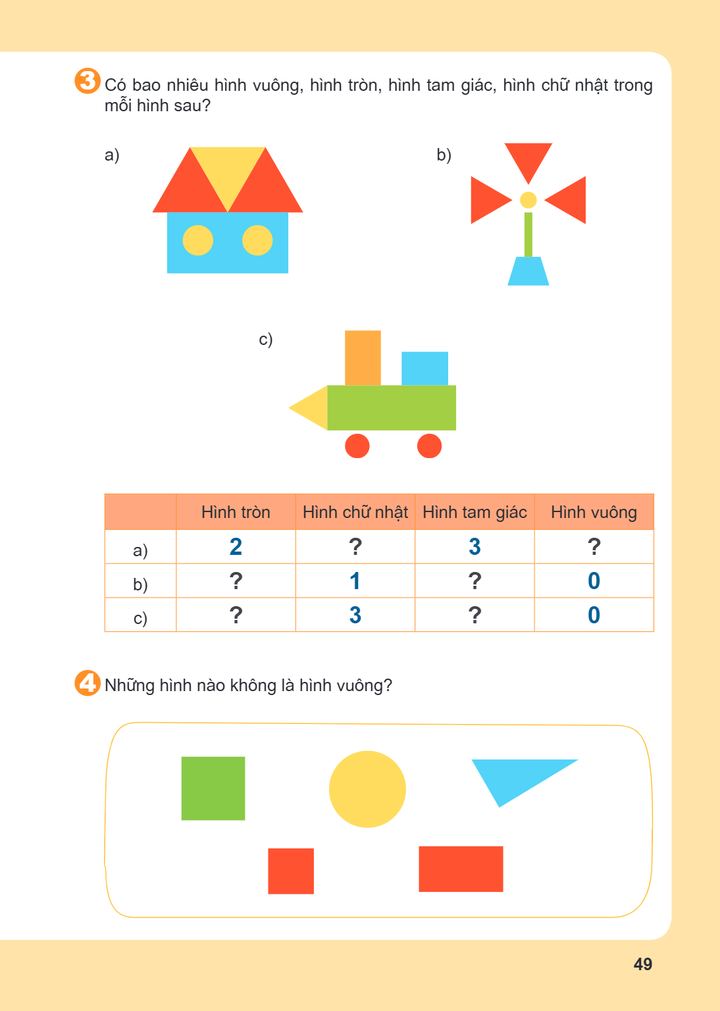 3 Có bao nhiêu hình vuông, hình tròn, hình tam giác, hình chữ nhật trong
mỗi hình sau?
a)
b)
c)
Hình tròn Hình chữ nhật Hình tam giác Hình vuông
a) 2 ? 3 ?
b) ? 1 ? 0
c) ? 3 ? 0
4 Những hình nào không là hình vuông?
49